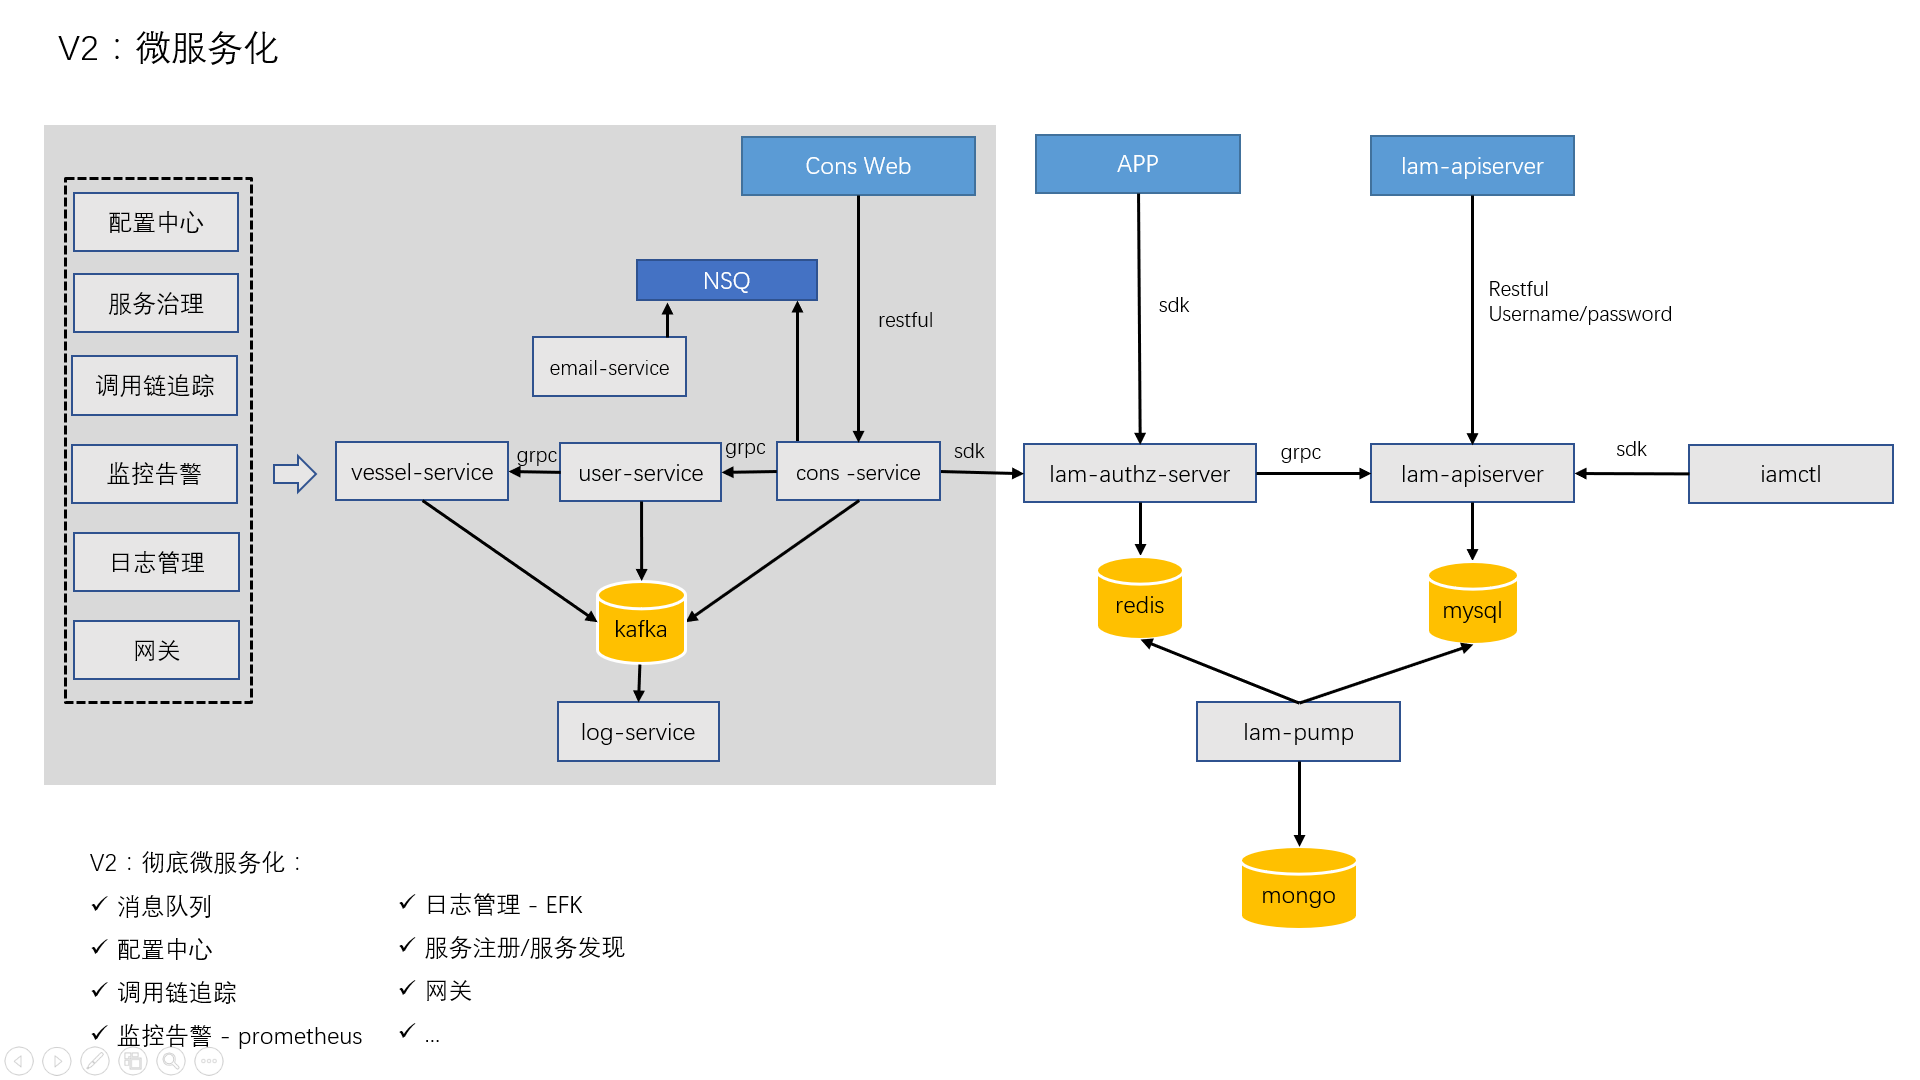 V2：微服务化
Cons Web
APP
lam-apiserver
配置中心
服务治理
调用链追踪
监控告警
日志管理
网关
NSQ
email-service
restful
sdk
Restful
Username/password
vessel-service
grpc
user-service
grpc
cons -service
sdk
lam-authz-server
grpc
lam-apiserver
sdk
iamctl
kafka
redis
mysql
log-service
lam-pump
mongo
V2：彻底微服务化：
✓ 消息队列
✓ 配置中心
✓ 调用链追踪
✓ 监控告警 - prometheus
✓ 日志管理 - EFK
✓ 服务注册/服务发现
✓ 网关
✓ ...